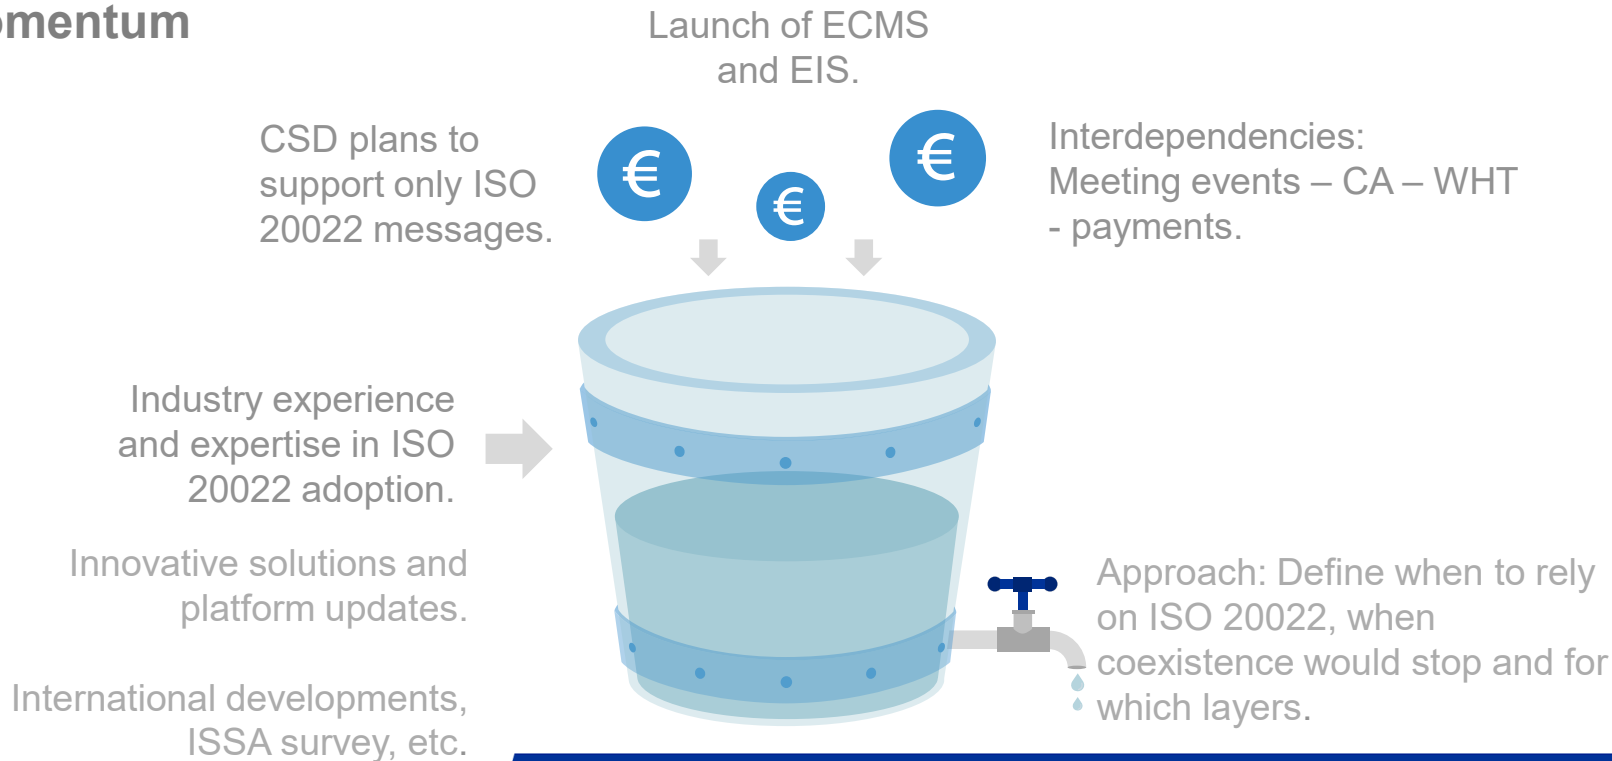 Launch of ECMS
and EIS.
CSD plans to
support only ISO
20022 messages.
€
€
€
Interdependencies:
Meeting events – CA – WHT
- payments.
Industry experience
and expertise in ISO
20022 adoption.
Innovative solutions and
platform updates.
International developments,
ISSA survey, etc.
Approach: Define when to rely
on ISO 20022, when
coexistence would stop and for
which layers.